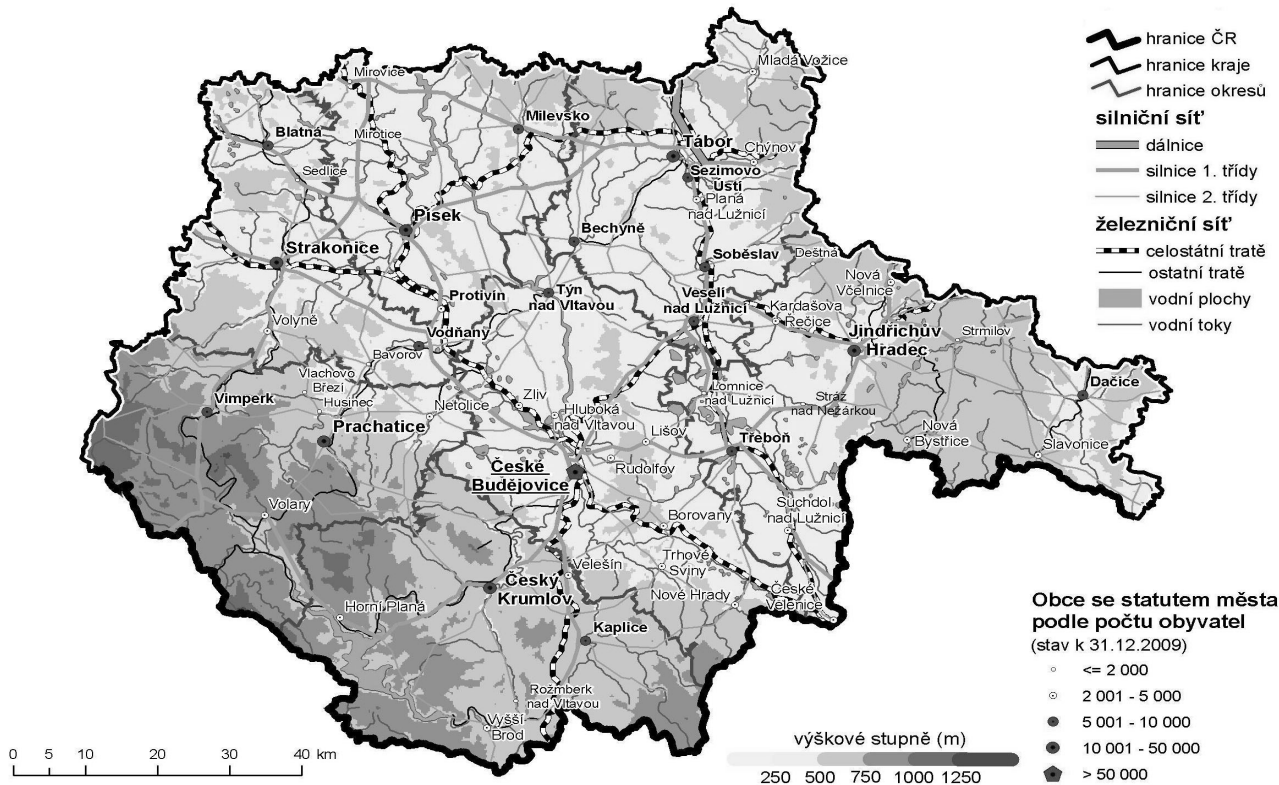 hranice ČR
hranice kraje
hranice okresů
silniční síť
dálnice
silnice 1. třídy
silnice 2. třídy
železniční síť
celostátní tratě
ostatní tratě
vodní plochy
vodní toky
Mladá Vožice
Mirovice
Milevsko
Blatná
Mirotice
Tábor
Chýnov
Sedlice
Sezimovo
Ústí
Planá
nad Lužnicí
Písek
Bechyně
Strakonice
Soběslav
Deštná
Nová
Včelnice
Protivín
Týn
nad Vltavou
Veselí
nad Lužnicí
Kardašova
Řečice
Volyně
Vodňany
Jindřichův
Hradec
Strmilov
Bavorov
Vlachovo
Březí
Dačice
Vimperk
Husinec
Netolice
Zliv
Hluboká
nad Vltavou
Lomnice
nad Lužnicí
Stráž
nad Nežárkou
Prachatice
Lišov
Třeboň
Nová
Bystřice
Slavonice
České
Budějovice
Rudolfov
Volary
Borovany
Suchdol
nad Lužnicí
Trhové
Sviny
Velešín
Český
Krumlov
Nové Hrady
České
Velenice
Horní Planá
Kaplice
Rožmberk
nad Vltavou
Vyšší
Brod
Obce se statutem města
podle počtu obyvatel
(stav k 31.12.2009)
<= 2 000
2 001 - 5 000
5 001 - 10 000
10 001 - 50 000
> 50 000
výškové stupně (m)
250 500 750 1000 1250
0 5 10 20 30 40 km